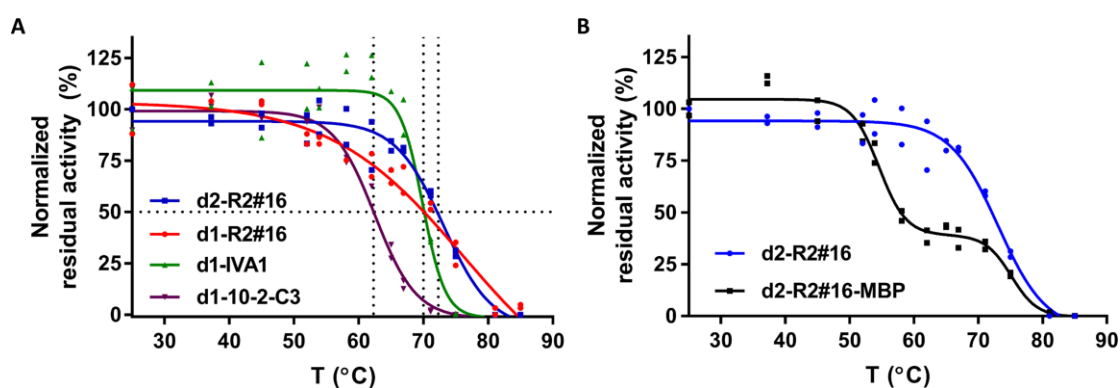 A
Normalized
residual activity (%)
125
100
75
50
25
0
d2-R2#16
d1-R2#16
d1-IVA1
d1-10-2-C3
30 40 50 60 70 80 90
T (°C)
B
Normalized
residual activity (%)
125
100
75
50
25
0
d2-R2#16
d2-R2#16-MBP
30 40 50 60 70 80 90
T (°C)